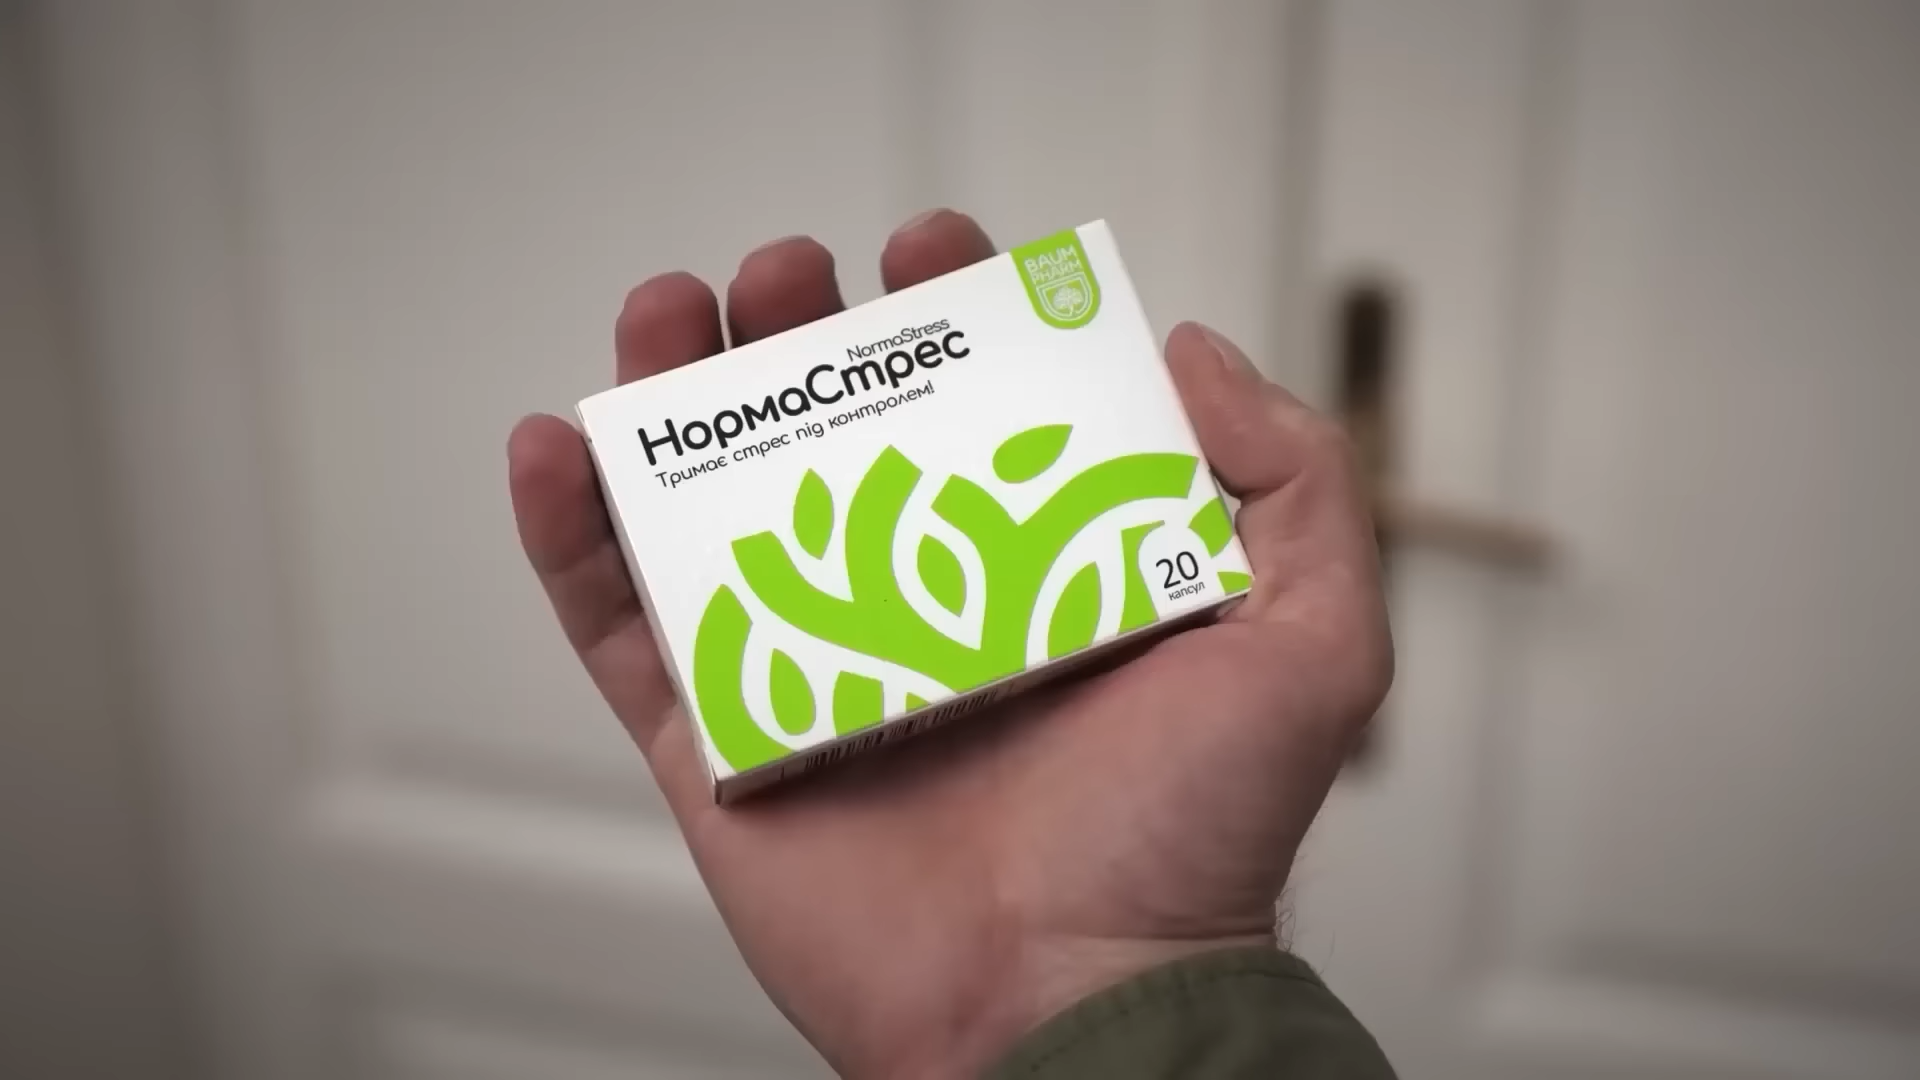 BAUM
PHARM
NormaStress
НормаСтрес
Тримає стрес під контролем!
20
капсул